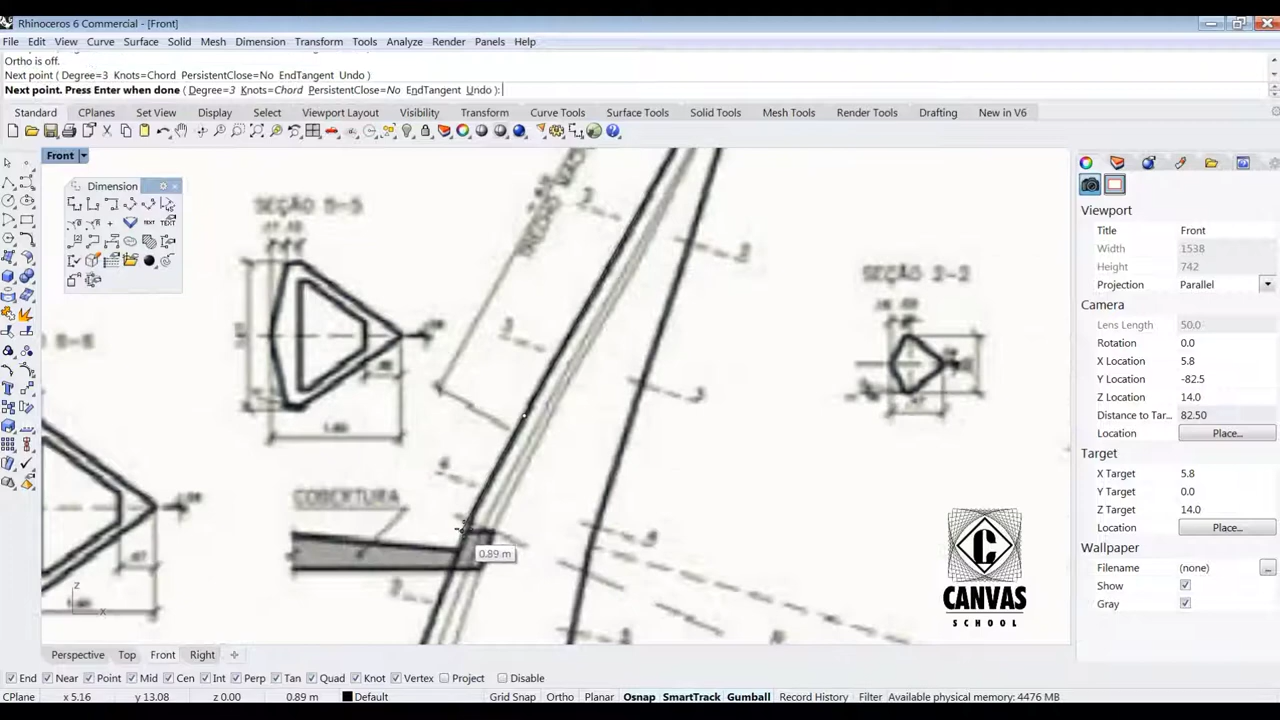 Rhinoceros 6 Commercial - [Front]
File Edit View Curve Surface Solid Mesh Dimension Transform Tools Analyze Render Panels Help
Ortho is off.
Next point ( Degree=3 Knots=Chord PersistentClose=No EndTangent Undo )
Next point. Press Enter when done ( Degree=3 Knots=Chord PersistentClose=No EndTangent Undo ):
Standard CPlanes Set View Display Select Viewport Layout Visibility Transform Curve Tools Surface Tools Solid Tools Mesh Tools Render Tools Drafting New in V6
Front
Dimension
SEÇÃO 5-5
SEÇÃO 2-2
COBERTURA
0.89 m
z
x
CANVAS
SCHOOL
Viewport
Title Front
Width 1538
Height 742
Projection Parallel
Camera
Lens Length 50.0
Rotation 0.0
X Location 5.8
Y Location -82.5
Z Location 14.0
Distance to Tar... 82.50
Location Place...
Target
X Target 5.8
Y Target 0.0
Z Target 14.0
Location Place...
Wallpaper
Filename (none) ...
Show
Gray
Perspective Top Front Right
End Near Point Mid Cen Int Perp Tan Quad Knot Vertex Project Disable
CPlane x 5.16 y 13.08 z 0.00 0.89 m Default Grid Snap Ortho Planar Osnap SmartTrack Gumball Record History Filter Available physical memory: 4476 MB